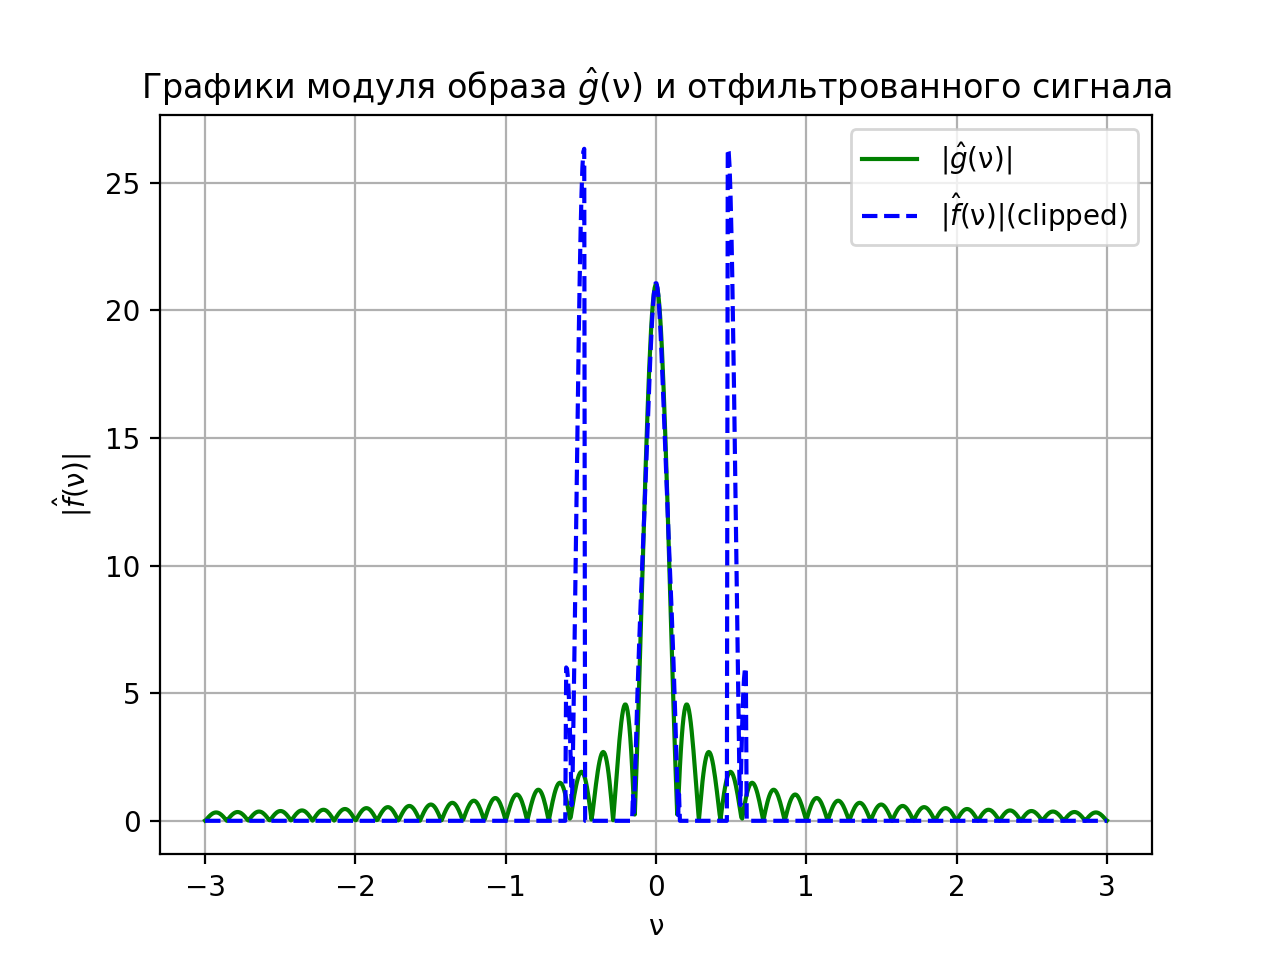 Графики модуля образа ĝ(ν) и отфильтрованного сигнала
|ĝ(ν)|
|f̂(ν)|(clipped)
25
20
15
10
5
0
|f̂(ν)|
−3 −2 −1 0 1 2 3
ν